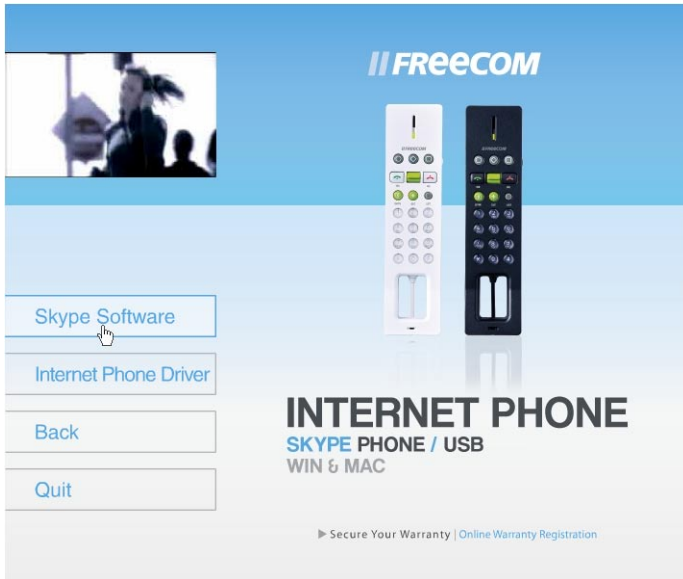 FREECOM
Skype Software
Internet Phone Driver
Back
Quit
INTERNET PHONE
SKYPE PHONE / USB
WIN & MAC
Secure Your Warranty | Online Warranty Registration